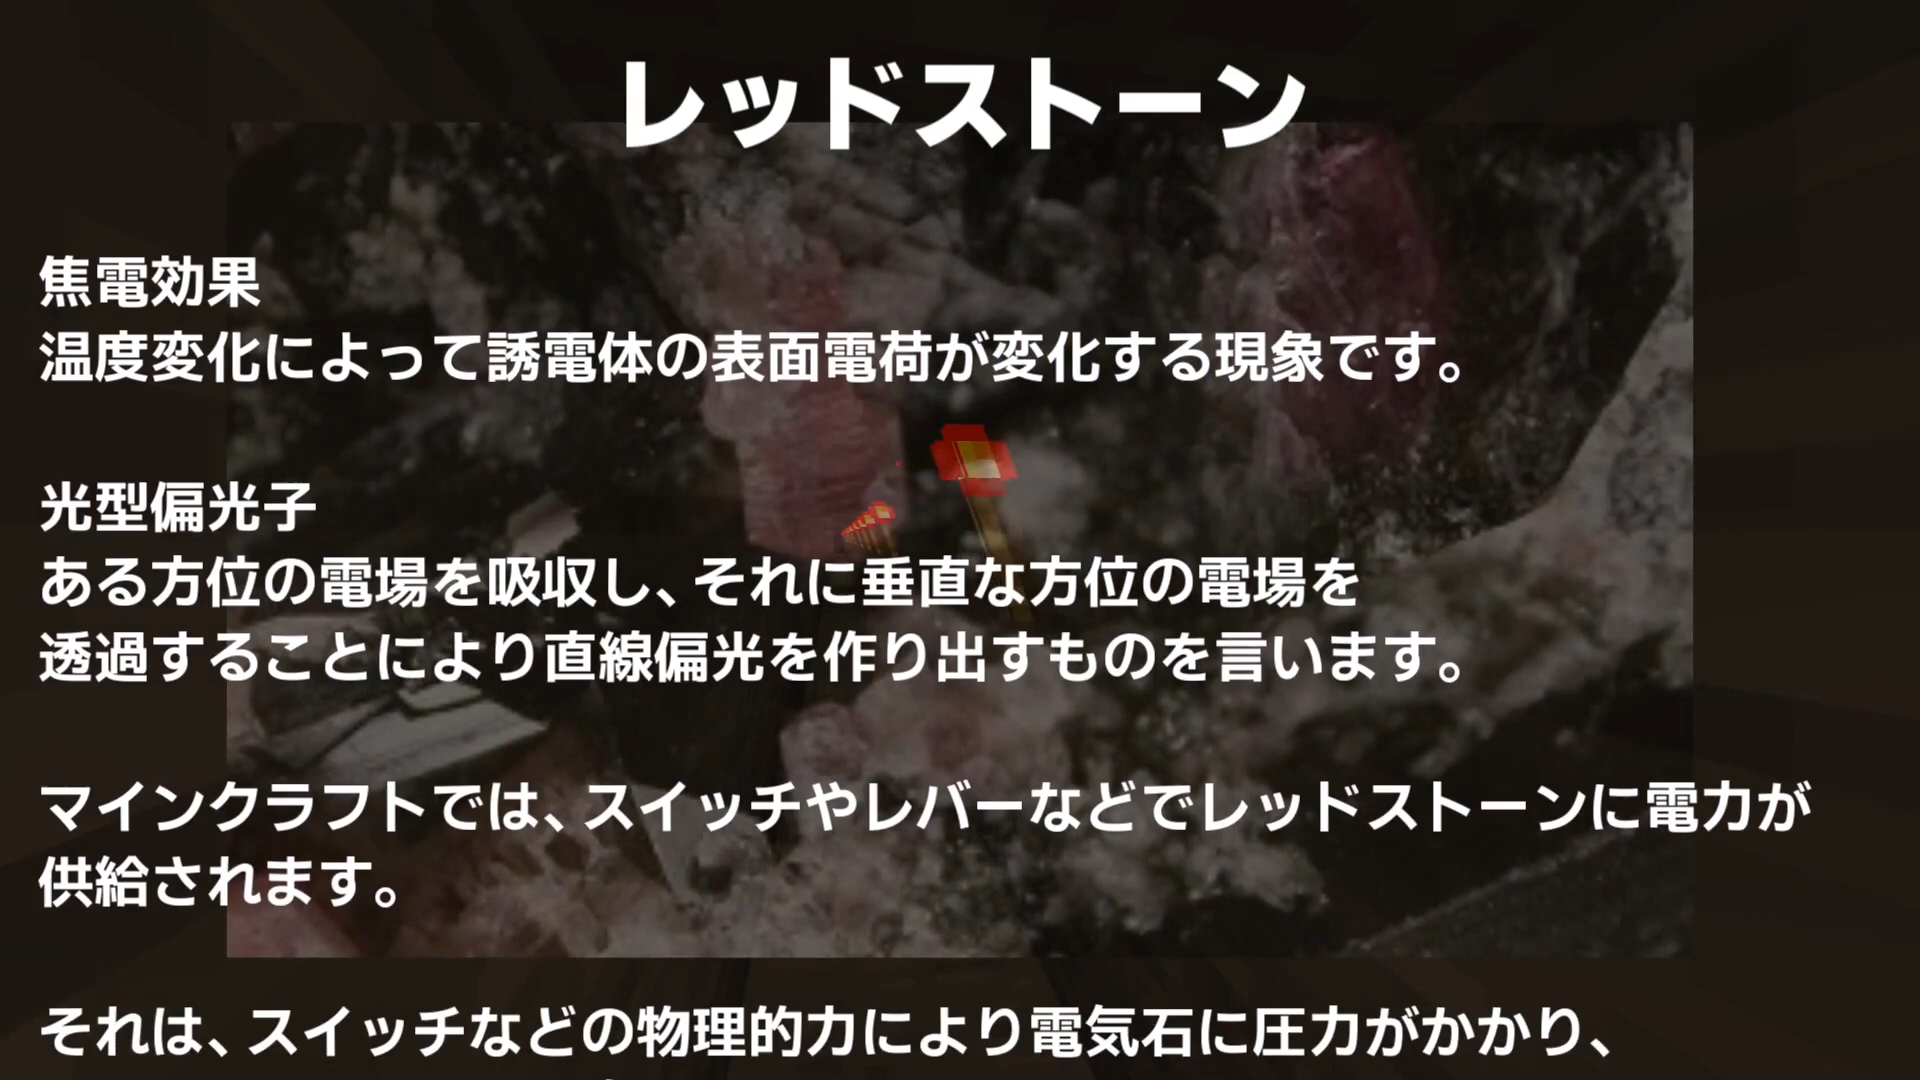 レッドストーン
焦電効果
温度変化によって誘電体の表面電荷が変化する現象です。
光型偏光子
ある方位の電場を吸収し、それに垂直な方位の電場を
透過することにより直線偏光を作り出すものを言います。
マインクラフトでは、スイッチやレバーなどでレッドストーンに電力が
供給されます。
それは、スイッチなどの物理的力により電気石に圧力がかかり、